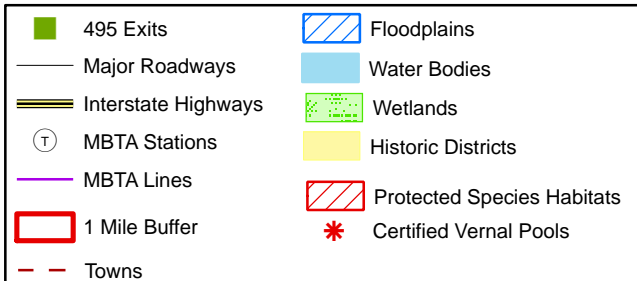 495 Exits
Major Roadways
Interstate Highways
T MBTA Stations
MBTA Lines
1 Mile Buffer
Towns
Floodplains
Water Bodies
Wetlands
Historic Districts
Protected Species Habitats
Certified Vernal Pools